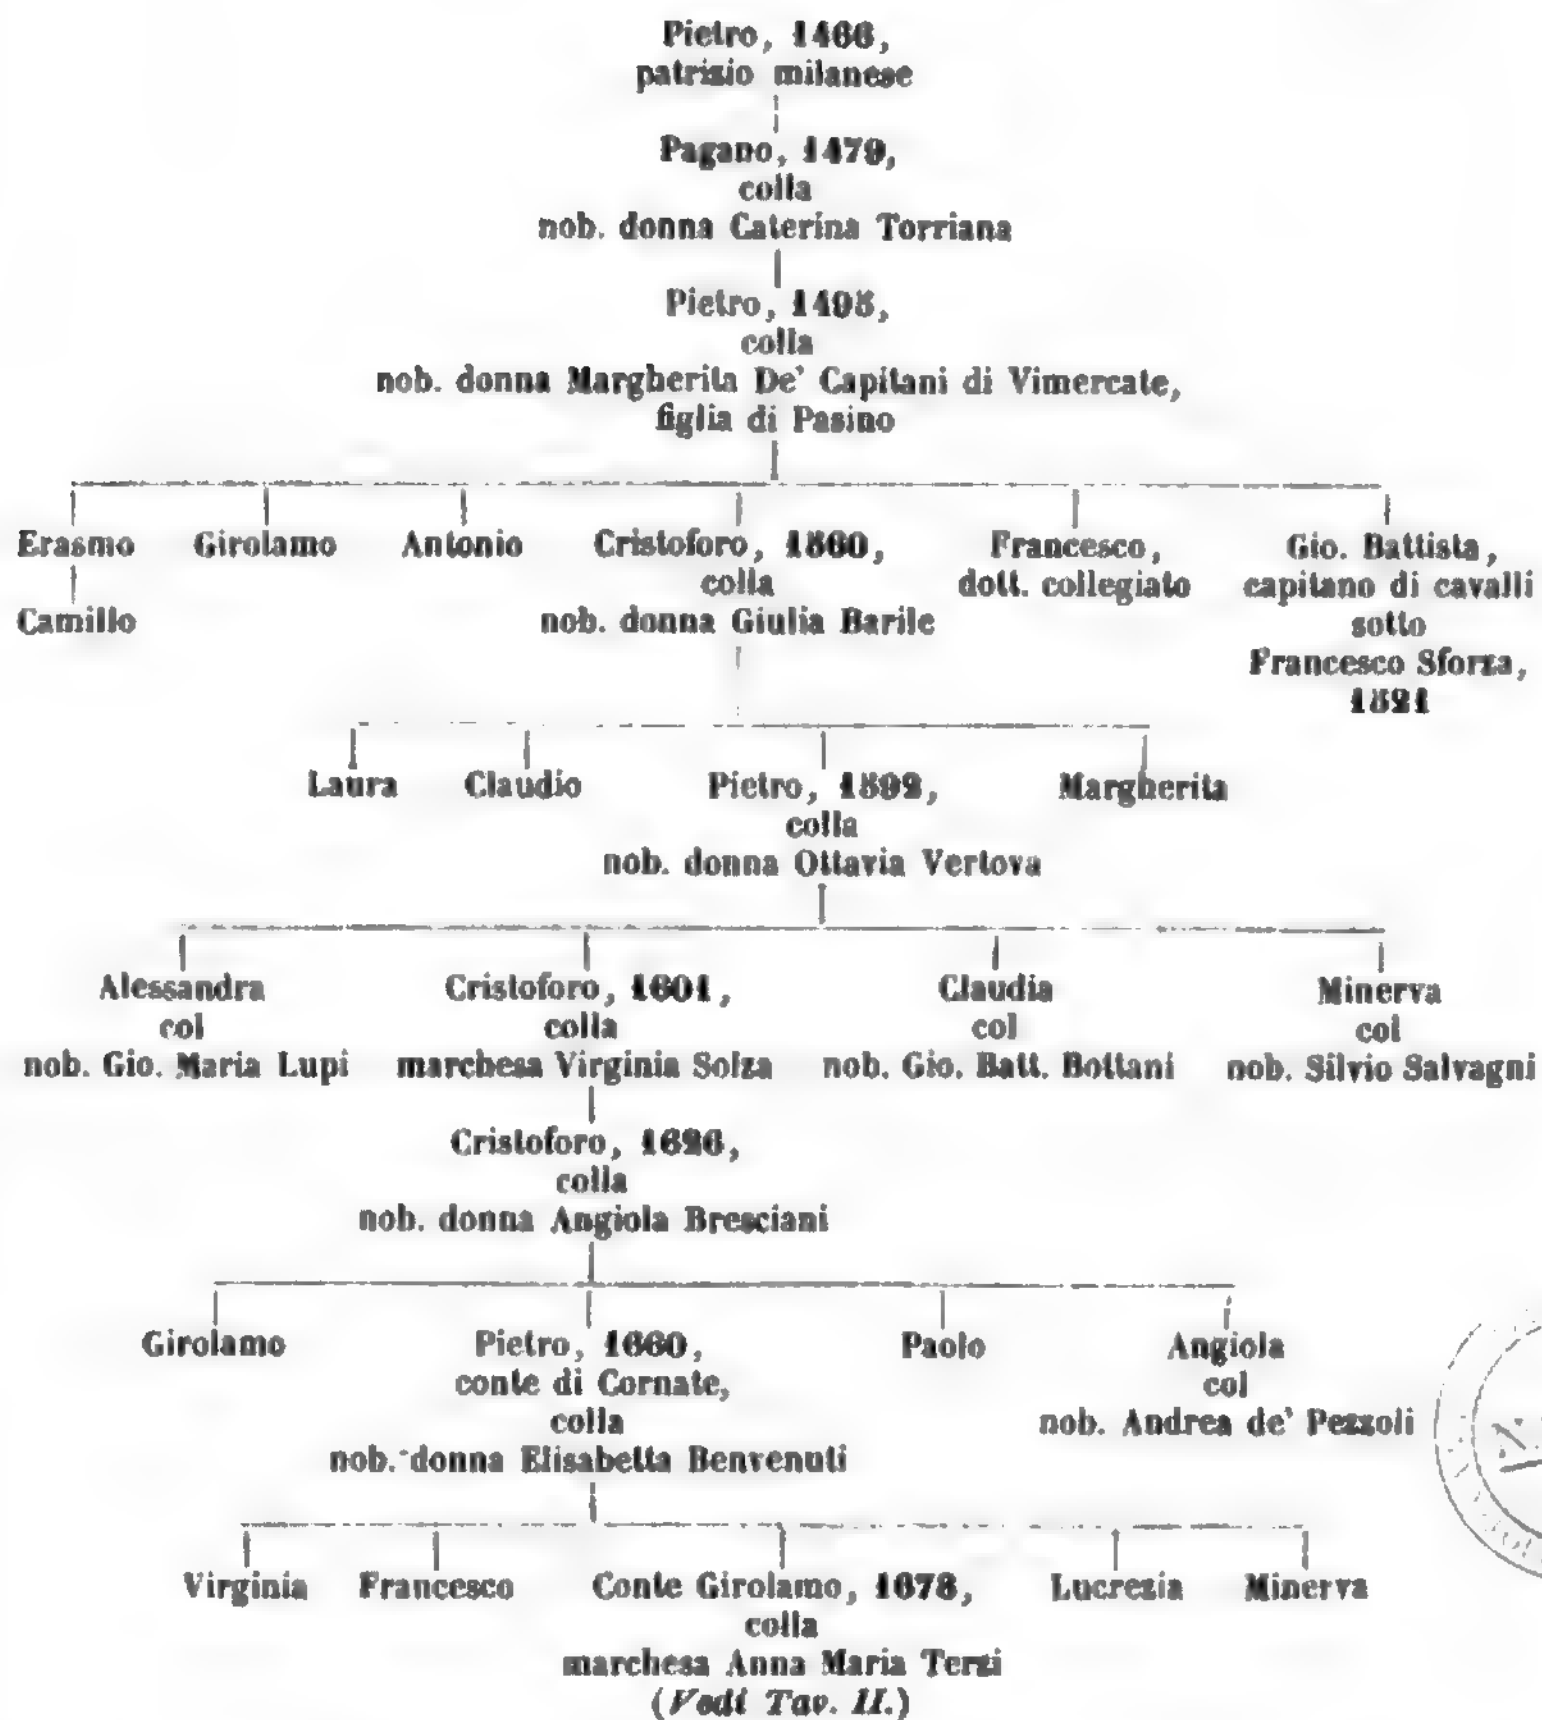 Pietro, 1466,
patrizio milanese
Pagano, 1479,
colla
nob. donna Caterina Torriana
Pietro, 1495,
colla
nob. donna Margherita De' Capitani di Vimercate,
figlia di Pasino
Erasmo Girolamo Antonio Cristoforo, 1560, Francesco, Gio. Battista,
colla dott. collegiato capitano di cavalli
Camillo nob. donna Giulia Barile sotto
Francesco Sforza,
1521
Laura Claudio Pietro, 1592, Margherita
colla
nob. donna Ottavia Vertova
Alessandra Cristoforo, 1601, Claudia Minerva
col colla col col
nob. Gio. Maria Lupi marchesa Virginia Solza nob. Gio. Batt. Bottani nob. Silvio Salvagni
Cristoforo, 1626,
colla
nob. donna Angiola Bresciani
Girolamo Pietro, 1660, Paolo Angiola
conte di Cornate, col
colla nob. Andrea de' Pezzoli
nob. donna Elisabetta Benvenuti
Virginia Francesco Conte Girolamo, 1678, Lucrezia Minerva
colla
marchesa Anna Maria Terzi
(Vedi Tav. II.)